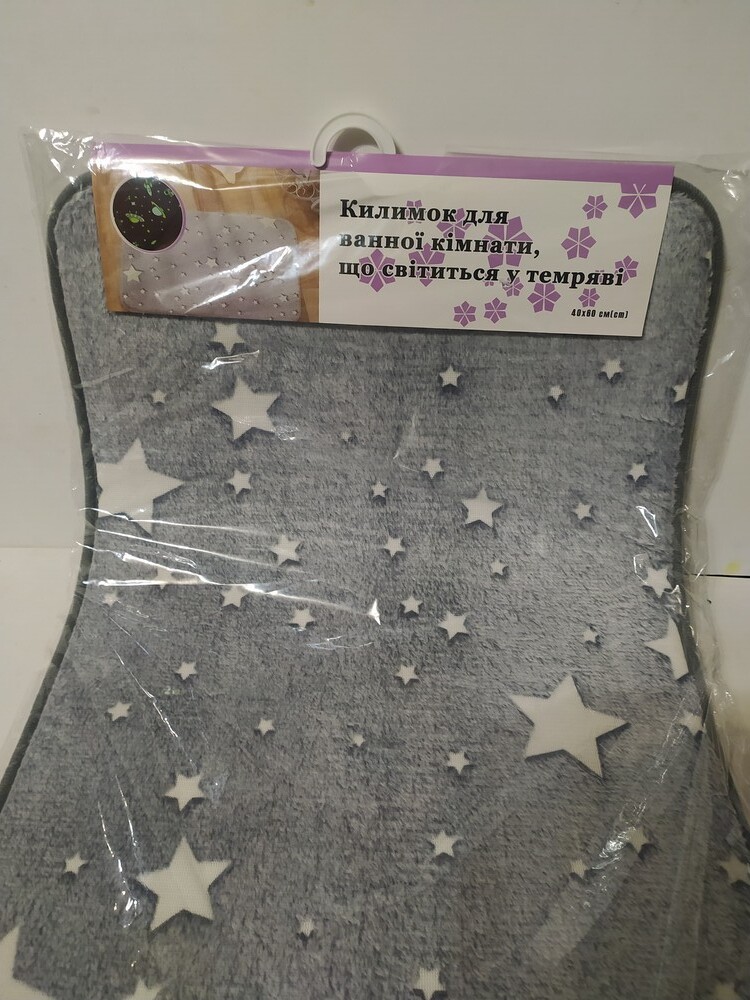 Килимок для
ванної кімнати,
що світиться у темряві
40x60 см(cm)